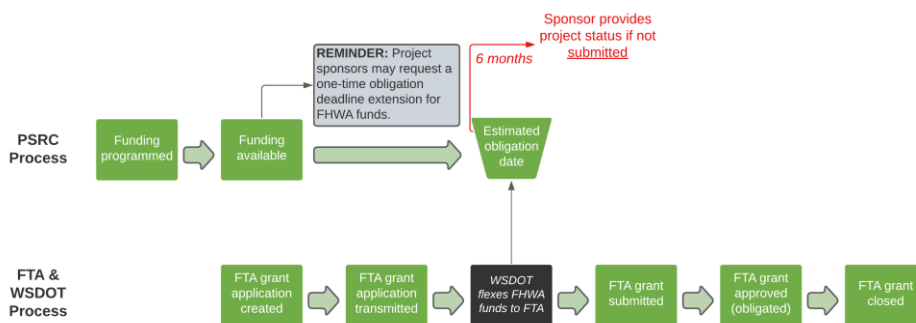 Sponsor provides
project status if not
submitted
6 months
REMINDER: Project
sponsors may request a
one-time obligation
deadline extension for
FHWA funds.
PSRC
Process
Funding
programmed
Funding
available
Estimated
obligation
date
FTA &
WSDOT
Process
FTA grant
application
created
FTA grant
application
transmitted
WSDOT
flexes FHWA
funds to FTA
FTA grant
submitted
FTA grant
approved
(obligated)
FTA grant
closed